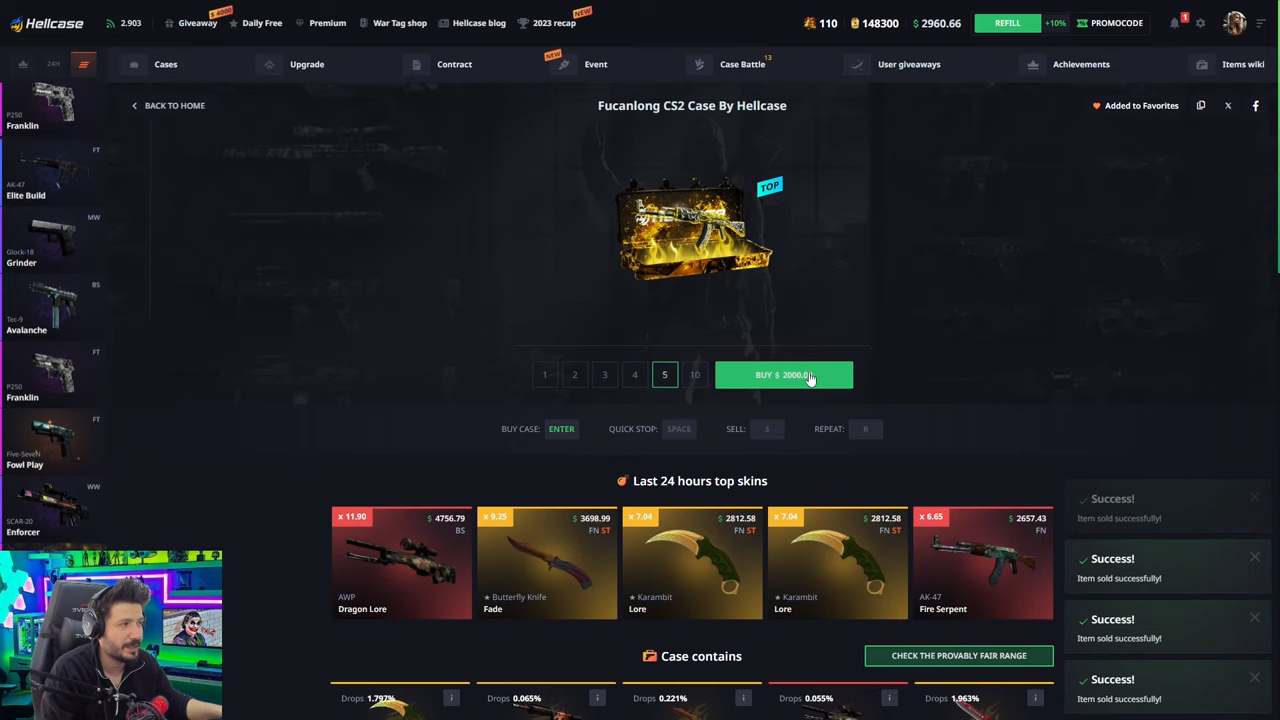 Hellcase
2.903
Giveaway
$ 4000
Daily Free
Premium
War Tag shop
Hellcase blog
2023 recap
NEW
110
148300
$ 2960.66
REFILL
+10%
PROMOCODE
1
24H
Cases
Upgrade
Contract
NEW
Event
Case Battle
13
User giveaways
Achievements
Items wiki
BACK TO HOME
Fucanlong CS2 Case By Hellcase
Added to Favorites
TOP
P250
Franklin
FT
AK-47
Elite Build
MW
Glock-18
Grinder
BS
Tec-9
Avalanche
FT
P250
Franklin
FT
Five-SeveN
Fowl Play
WW
SCAR-20
Enforcer
1
2
3
4
5
10
BUY $ 2000.0
BUY CASE: ENTER
QUICK STOP: SPACE
SELL: S
REPEAT: R
Last 24 hours top skins
x 11.90
$ 4756.79
BS
AWP
Dragon Lore
x 9.25
$ 3698.99
FN ST
★ Butterfly Knife
Fade
x 7.04
$ 2812.58
FN ST
★ Karambit
Lore
x 7.04
$ 2812.58
FN ST
★ Karambit
Lore
x 6.65
$ 2657.43
FN
AK-47
Fire Serpent
Case contains
CHECK THE PROVABLY FAIR RANGE
Drops 1.797%
Drops 0.065%
Drops 0.221%
Drops 0.055%
Drops 1.963%
Success!
Item sold successfully!
Success!
Item sold successfully!
Success!
Item sold successfully!
Success!
Item sold successfully!